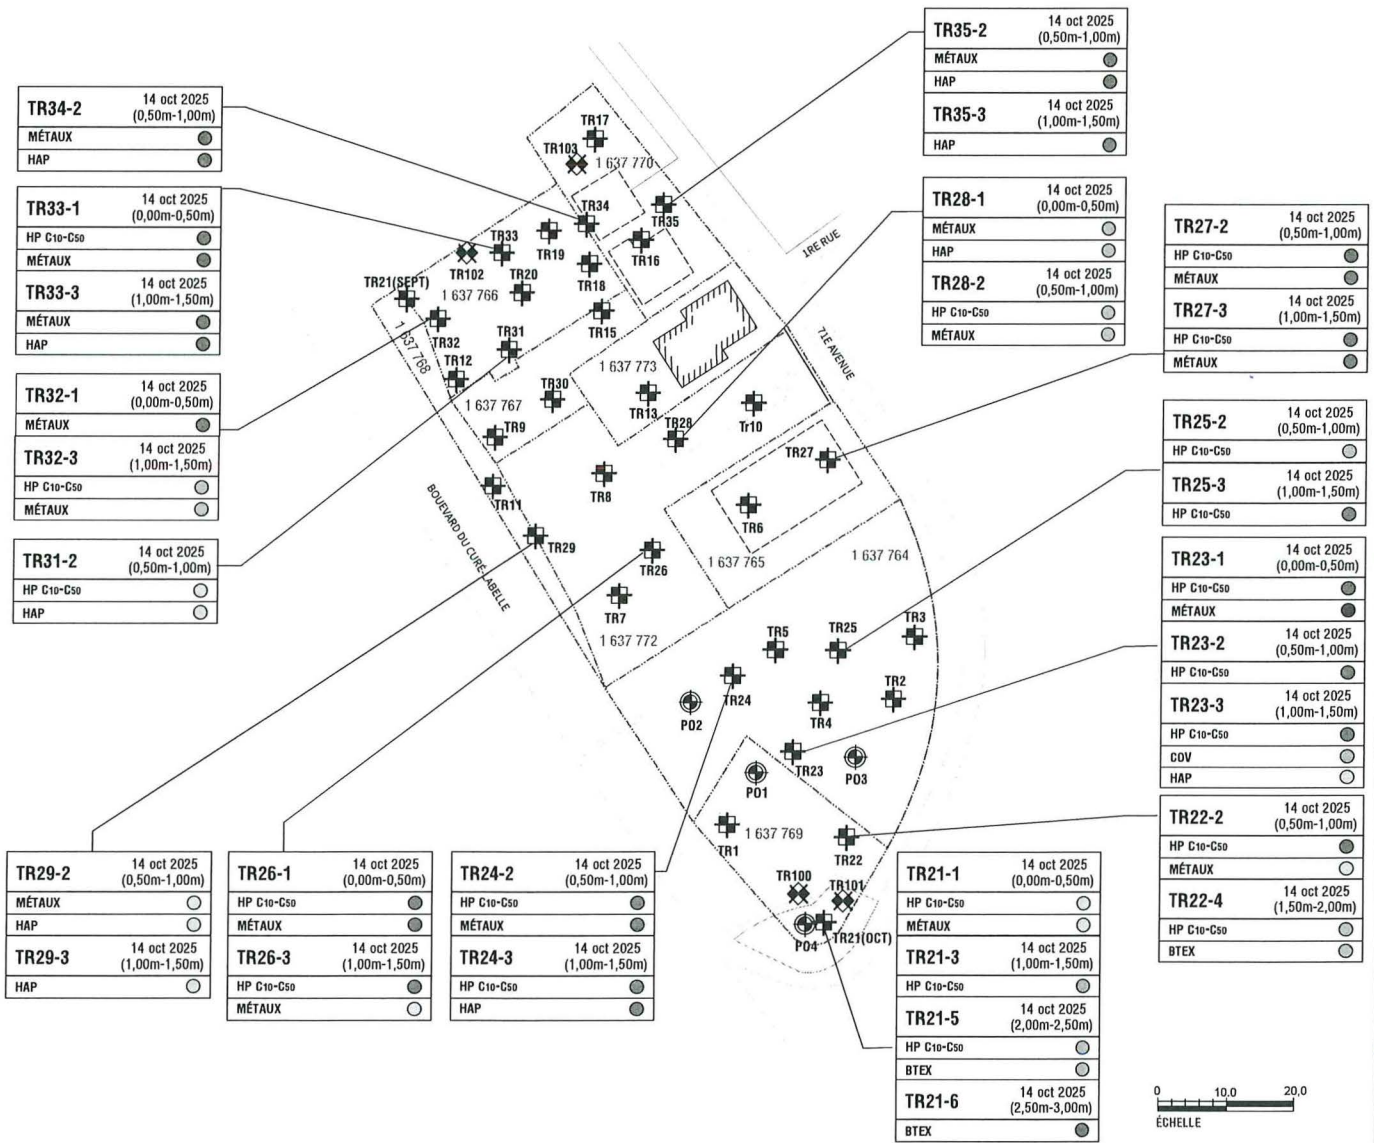 TR34-2 14 oct 2025
(0,50m-1,00m)
MÉTAUX
HAP
TR33-1 14 oct 2025
(0,00m-0,50m)
HP C10-C50
MÉTAUX
TR33-3 14 oct 2025
(1,00m-1,50m)
MÉTAUX
HAP
TR32-1 14 oct 2025
(0,00m-0,50m)
MÉTAUX
TR32-3 14 oct 2025
(1,00m-1,50m)
HP C10-C50
MÉTAUX
TR31-2 14 oct 2025
(0,50m-1,00m)
HP C10-C50
HAP
TR35-2 14 oct 2025
(0,50m-1,00m)
MÉTAUX
HAP
TR35-3 14 oct 2025
(1,00m-1,50m)
HAP
TR28-1 14 oct 2025
(0,00m-0,50m)
MÉTAUX
HAP
TR28-2 14 oct 2025
(0,50m-1,00m)
HP C10-C50
MÉTAUX
TR27-2 14 oct 2025
(0,50m-1,00m)
HP C10-C50
MÉTAUX
TR27-3 14 oct 2025
(1,00m-1,50m)
HP C10-C50
MÉTAUX
TR25-2 14 oct 2025
(0,50m-1,00m)
HP C10-C50
TR25-3 14 oct 2025
(1,00m-1,50m)
HP C10-C50
TR23-1 14 oct 2025
(0,00m-0,50m)
HP C10-C50
MÉTAUX
TR23-2 14 oct 2025
(0,50m-1,00m)
HP C10-C50
TR23-3 14 oct 2025
(1,00m-1,50m)
HP C10-C50
COV
HAP
TR22-2 14 oct 2025
(0,50m-1,00m)
HP C10-C50
MÉTAUX
TR22-4 14 oct 2025
(1,50m-2,00m)
HP C10-C50
BTEX
TR17
TR103
1 637 770
TR34
TR35
TR33
TR19
TR16
TR102
TR20
TR18
TR21(SEPT)
1 637 766
TR15
1RE RUE
1 637 768
TR32
TR31
TR12
71E AVENUE
1 637 773
TR30
1 637 767
TR13
Tr10
TR9
TR28
TR27
TR8
TR11
TR6
BOUEVARD DU CURÉ-LABELLE
TR29
TR26
1 637 765
1 637 764
TR7
1 637 772
TR5
TR25
TR3
TR24
TR2
PO2
TR4
TR23
PO3
PO1
TR1
1 637 769
TR22
TR100
TR101
PO4
TR21(OCT)
TR29-2 14 oct 2025
(0,50m-1,00m)
MÉTAUX
HAP
TR29-3 14 oct 2025
(1,00m-1,50m)
HAP
TR26-1 14 oct 2025
(0,00m-0,50m)
HP C10-C50
MÉTAUX
TR26-3 14 oct 2025
(1,00m-1,50m)
HP C10-C50
MÉTAUX
TR24-2 14 oct 2025
(0,50m-1,00m)
HP C10-C50
MÉTAUX
TR24-3 14 oct 2025
(1,00m-1,50m)
HP C10-C50
HAP
TR21-1 14 oct 2025
(0,00m-0,50m)
HP C10-C50
MÉTAUX
TR21-3 14 oct 2025
(1,00m-1,50m)
HP C10-C50
TR21-5 14 oct 2025
(2,00m-2,50m)
HP C10-C50
BTEX
TR21-6 14 oct 2025
(2,50m-3,00m)
BTEX
0 10,0 20,0
ÉCHELLE